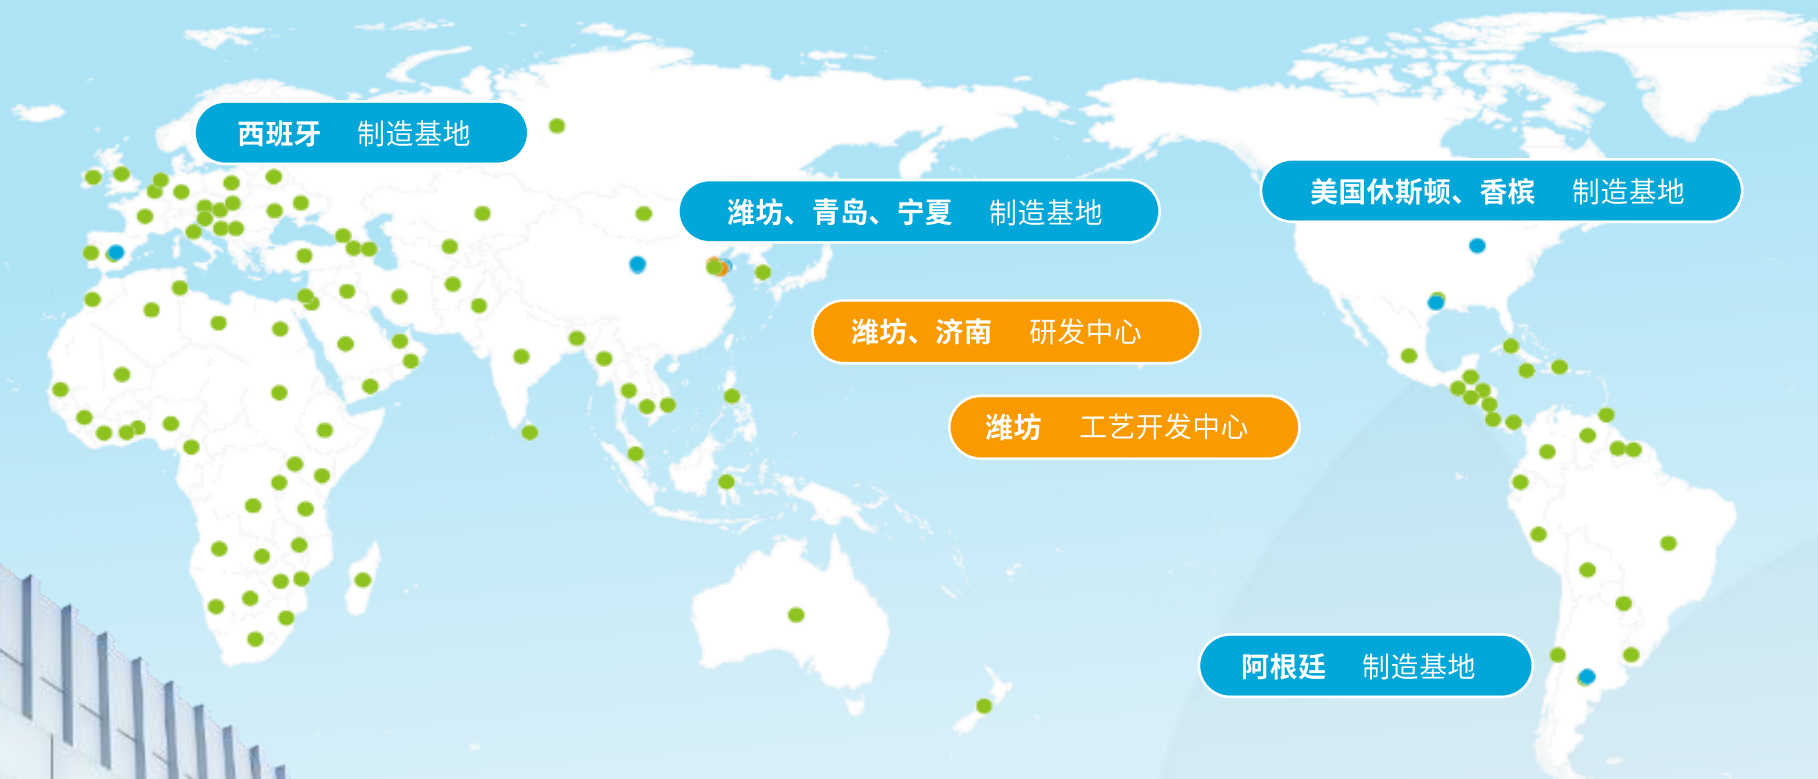 西班牙 制造基地
美国休斯顿、香槟 制造基地
潍坊、青岛、宁夏 制造基地
潍坊、济南 研发中心
潍坊 工艺开发中心
阿根廷 制造基地